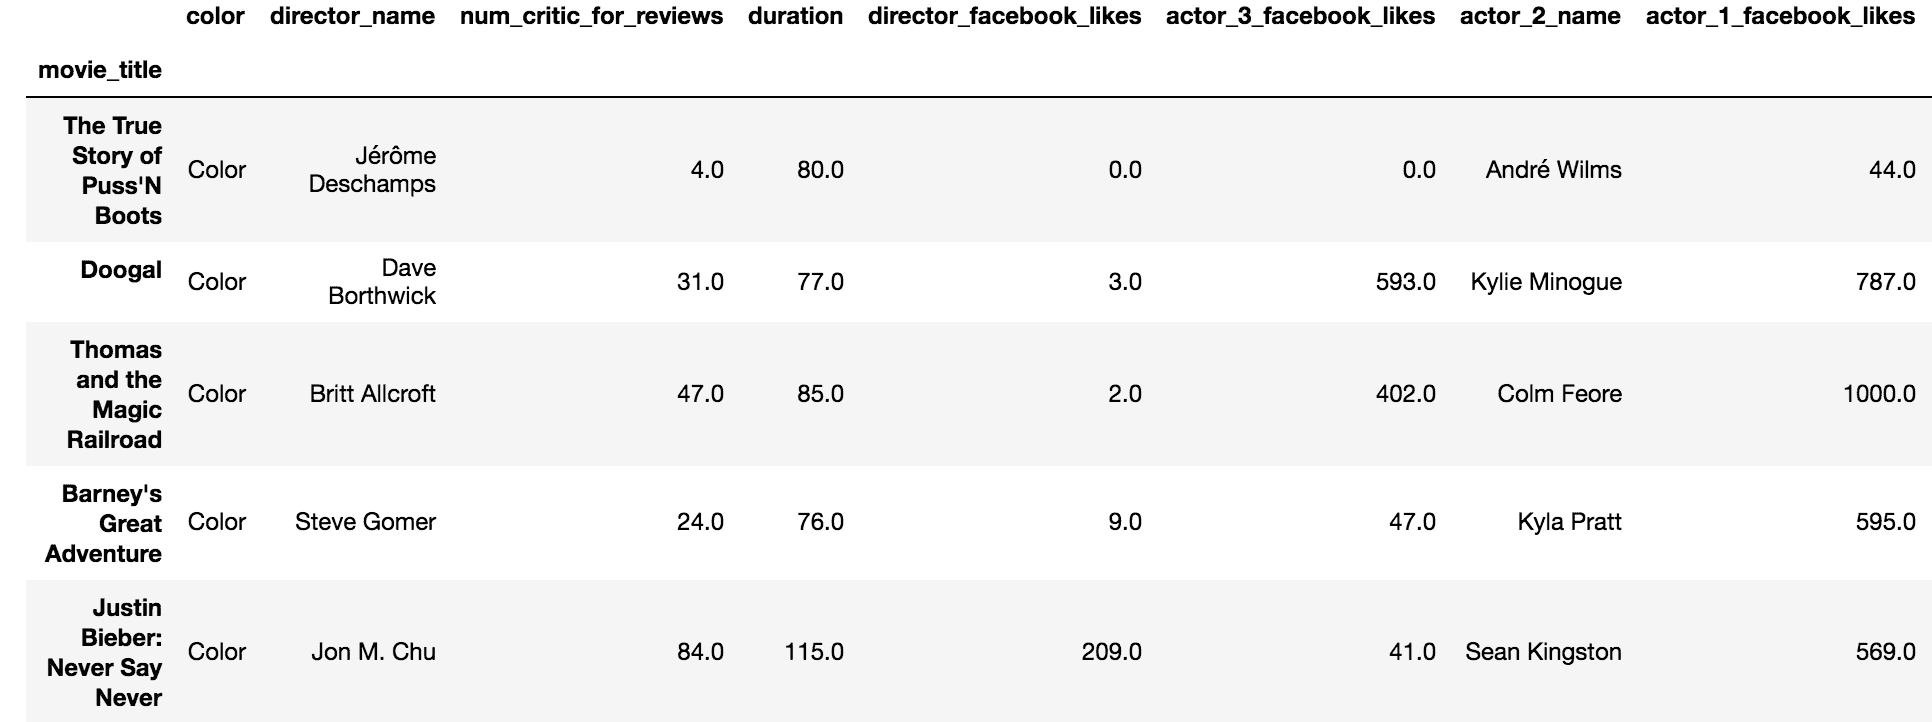 color director_name num_critic_for_reviews duration director_facebook_likes actor_3_facebook_likes actor_2_name actor_1_facebook_likes
movie_title
The True
Story of
Puss'N
Boots
Color
Jérôme
Deschamps
4.0 80.0 0.0 0.0 André Wilms 44.0
Doogal
Color
Dave
Borthwick
31.0 77.0 3.0 593.0 Kylie Minogue 787.0
Thomas
and the
Magic
Railroad
Color Britt Allcroft 47.0 85.0 2.0 402.0 Colm Feore 1000.0
Barney's
Great
Adventure
Color Steve Gomer 24.0 76.0 9.0 47.0 Kyla Pratt 595.0
Justin
Bieber:
Never Say
Never
Color Jon M. Chu 84.0 115.0 209.0 41.0 Sean Kingston 569.0